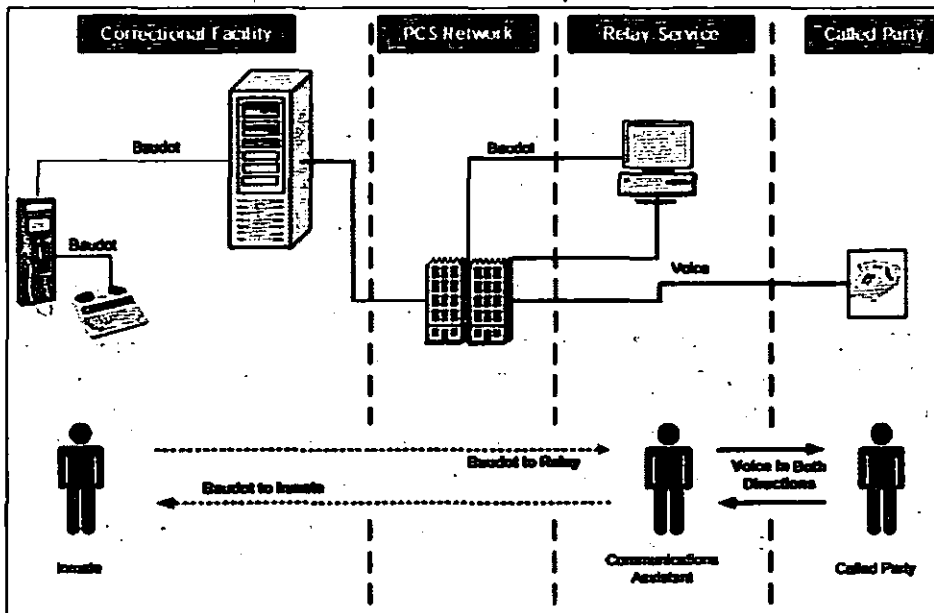 Correctional Facility
PCS Network
Relay Service
Called Party
Baudot
Baudot
Baudot
Voice
Baudot to Relay
Baudot to Inmate
Voice In Both
Directions
Inmate
Communications
Assistant
Called Party